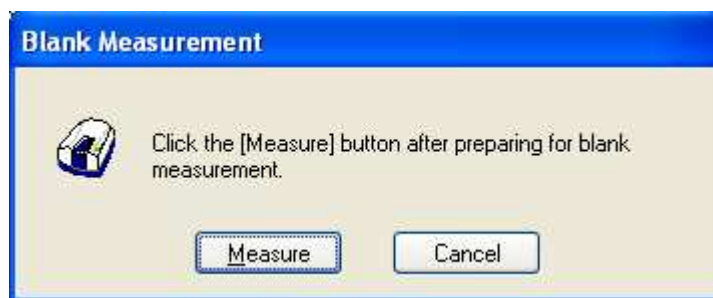 Blank Measurement
Click the [Measure] button after preparing for blank
measurement.
Measure
Cancel